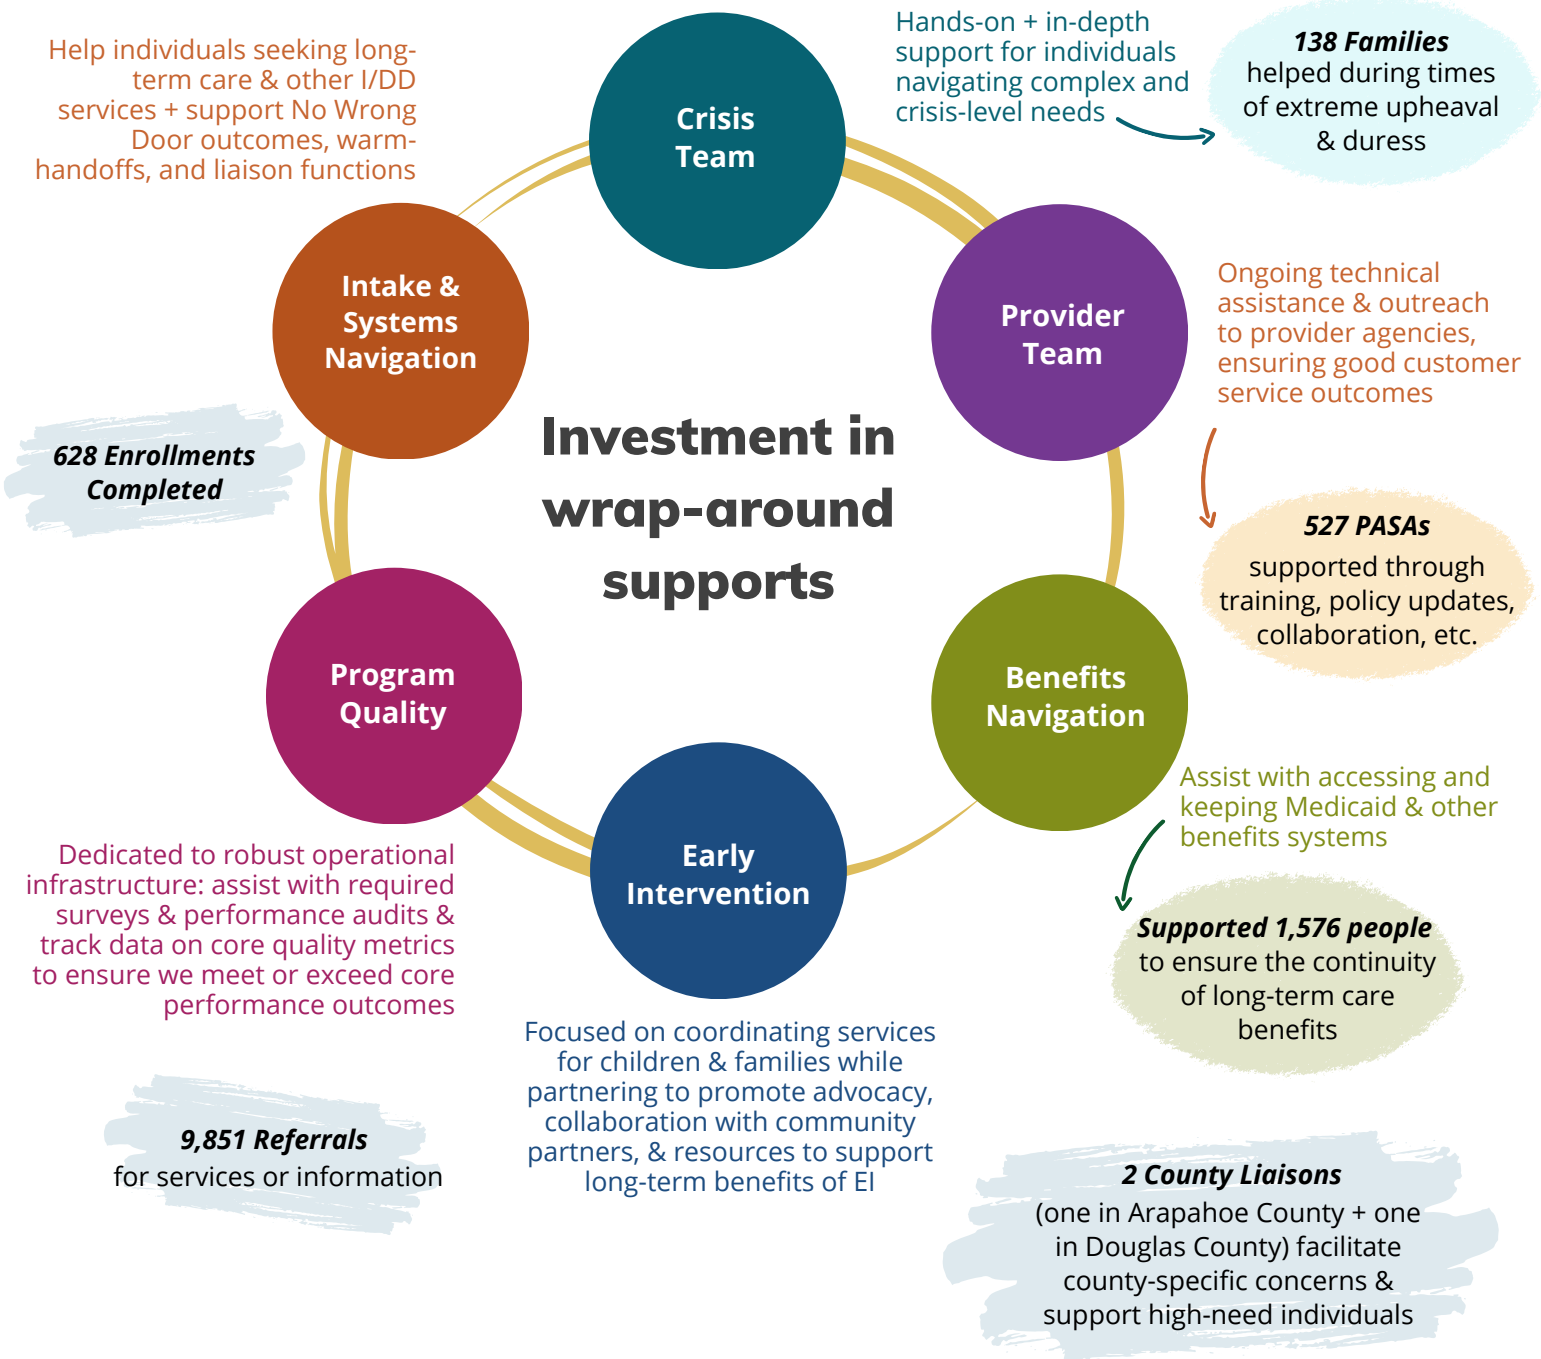 Help individuals seeking long-
term care & other I/DD
services + support No Wrong
Door outcomes, warm-
handoffs, and liaison functions
Crisis
Team
Hands-on + in-depth
support for individuals
navigating complex and
crisis-level needs
138 Families
helped during times
of extreme upheaval
& duress
Intake &
Systems
Navigation
Provider
Team
Ongoing technical
assistance & outreach
to provider agencies,
ensuring good customer
service outcomes
628 Enrollments
Completed
Investment in
wrap-around
supports
527 PASAs
supported through
training, policy updates,
collaboration, etc.
Program
Quality
Benefits
Navigation
Assist with accessing and
keeping Medicaid & other
benefits systems
Early
Intervention
Dedicated to robust operational
infrastructure: assist with required
surveys & performance audits &
track data on core quality metrics
to ensure we meet or exceed core
performance outcomes
Supported 1,576 people
to ensure the continuity
of long-term care
benefits
Focused on coordinating services
for children & families while
partnering to promote advocacy,
collaboration with community
partners, & resources to support
long-term benefits of EI
9,851 Referrals
for services or information
2 County Liaisons
(one in Arapahoe County + one
in Douglas County) facilitate
county-specific concerns &
support high-need individuals